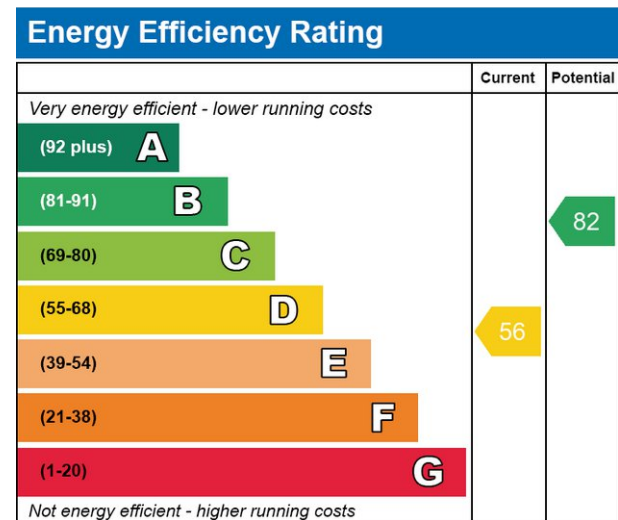 Energy Efficiency Rating
Current Potential
Very energy efficient - lower running costs
(92 plus) A
(81-91) B
82
(69-80) C
(55-68) D
56
(39-54) E
(21-38) F
(1-20) G
Not energy efficient - higher running costs